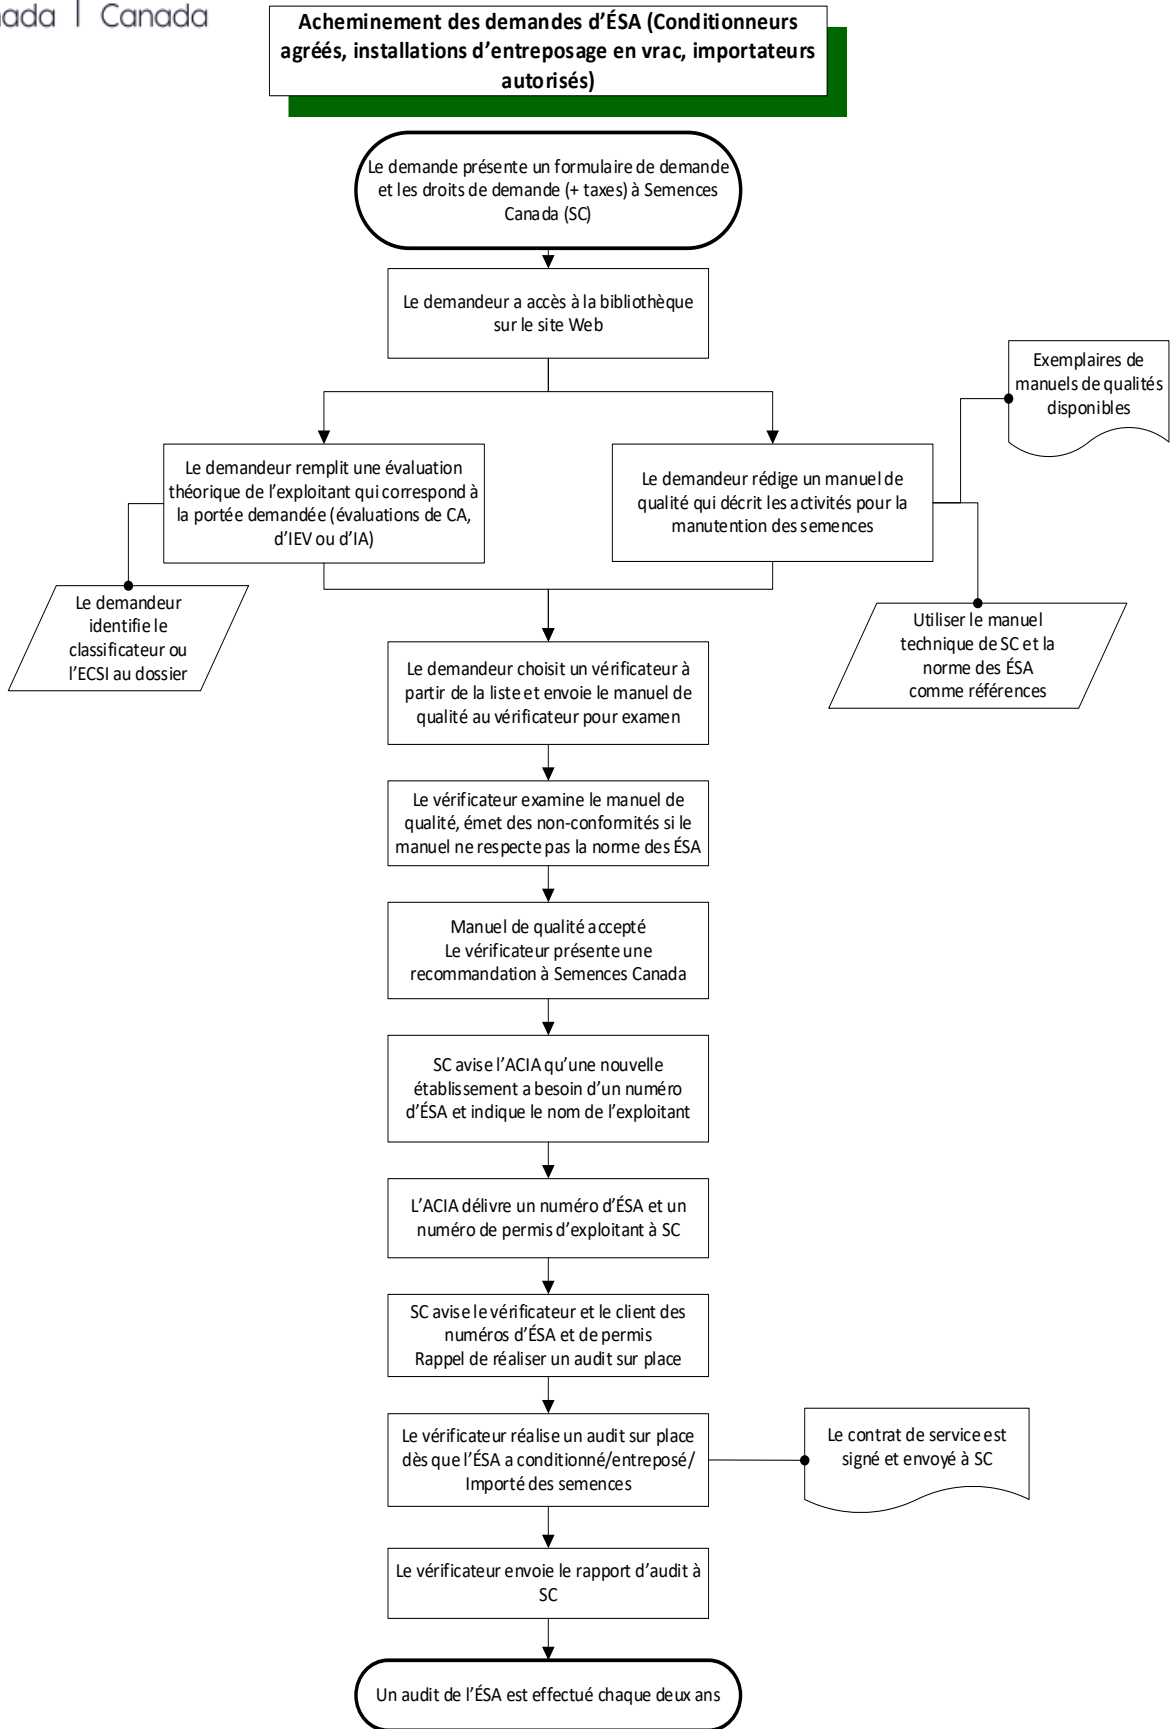 nada | Canada
Acheminement des demandes d'ÉSA (Conditionneurs
agréés, installations d'entreposage en vrac, importateurs
autorisés)
Le demande présente un formulaire de demande
et les droits de demande (+ taxes) à Semences
Canada (SC)
Le demandeur a accès à la bibliothèque
sur le site Web
Exemplaires de
manuels de qualités
disponibles
Le demandeur remplit une évaluation
théorique de l'exploitant qui correspond à
la portée demandée (évaluations de CA,
d'IEV ou d'IA)
Le demandeur rédige un manuel de
qualité qui décrit les activités pour la
manutention des semences
Le demandeur
identifie le
classificateur ou
l'ECSI au dossier
Utiliser le manuel
technique de SC et la
norme des ÉSA
comme références
Le demandeur choisit un vérificateur à
partir de la liste et envoie le manuel de
qualité au vérificateur pour examen
Le vérificateur examine le manuel de
qualité, émet des non-conformités si le
manuel ne respecte pas la norme des ÉSA
Manuel de qualité accepté
Le vérificateur présente une
recommandation à Semences Canada
SC avise l'ACIA qu'une nouvelle
établissement a besoin d'un numéro
d'ÉSA et indique le nom de l'exploitant
L'ACIA délivre un numéro d'ÉSA et un
numéro de permis d'exploitant à SC
SC avise le vérificateur et le client des
numéros d'ÉSA et de permis
Rappel de réaliser un audit sur place
Le vérificateur réalise un audit sur place
dès que l'ÉSA a conditionné/entreposé/
Importé des semences
Le contrat de service est
signé et envoyé à SC
Le vérificateur envoie le rapport d'audit à
SC
Un audit de l'ÉSA est effectué chaque deux ans